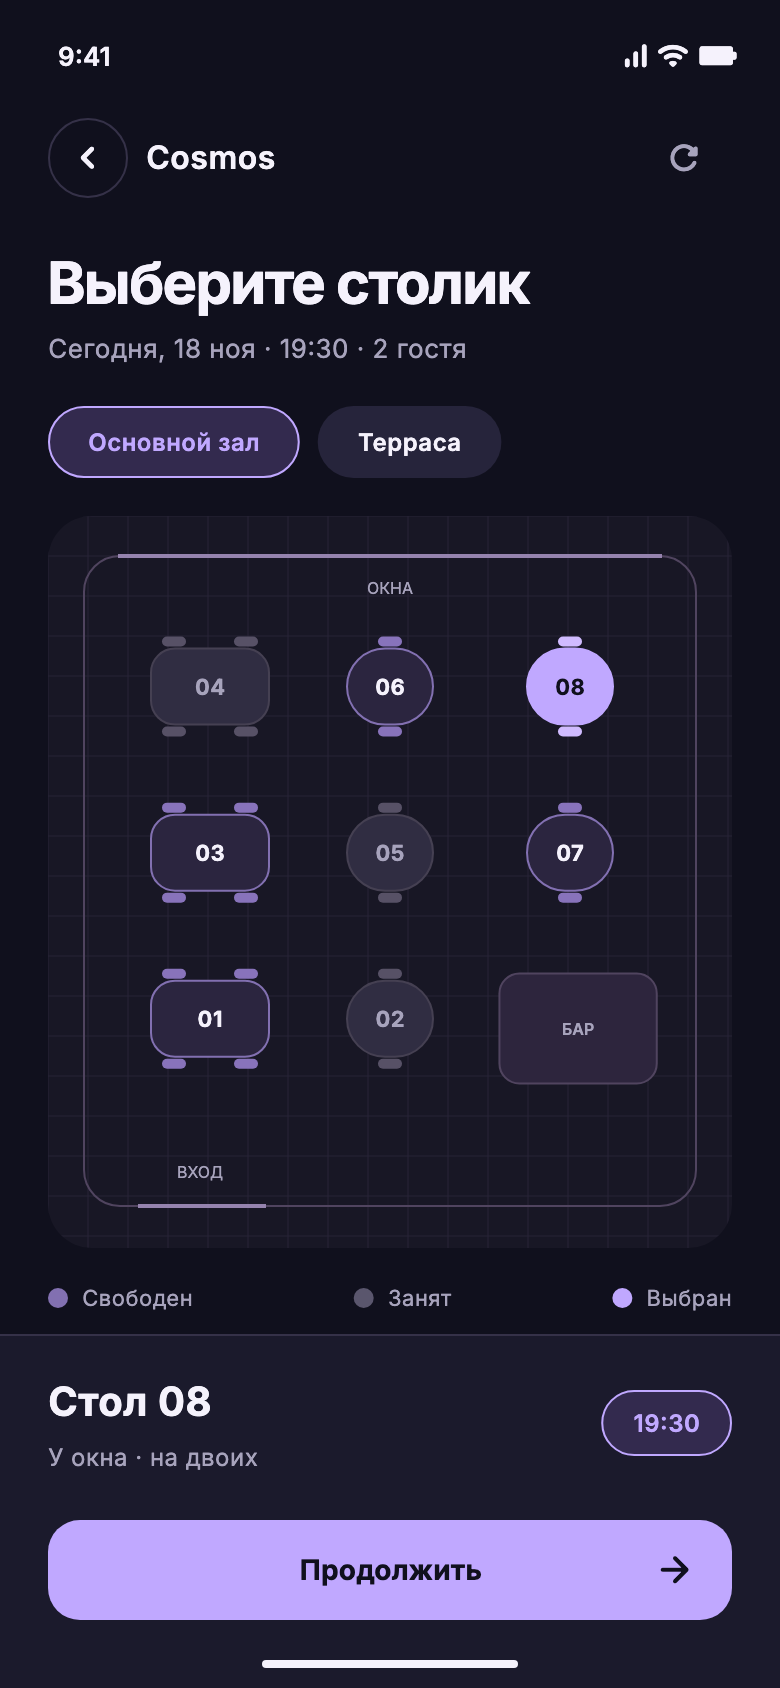 9:41
Cosmos
Выберите столик
Сегодня, 18 ноя · 19:30 · 2 гостя
Основной зал
Терраса
ОКНА
04
06
08
03
05
07
01
02
БАР
ВХОД
Свободен
Занят
Выбран
Стол 08
19:30
У окна · на двоих
Продолжить